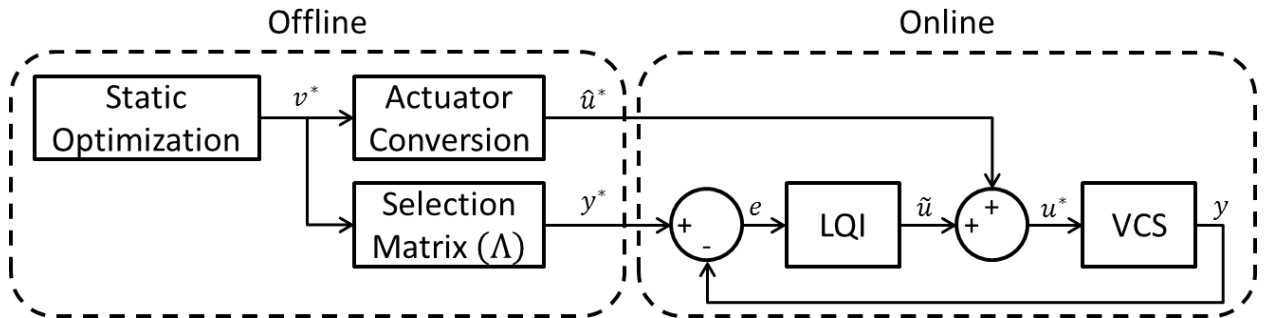 Offline
Online
Static
Optimization
v*
Actuator
Conversion
û*
Selection
Matrix (Λ)
y*
+
-
e
LQI
ũ
+
+
u*
VCS
y